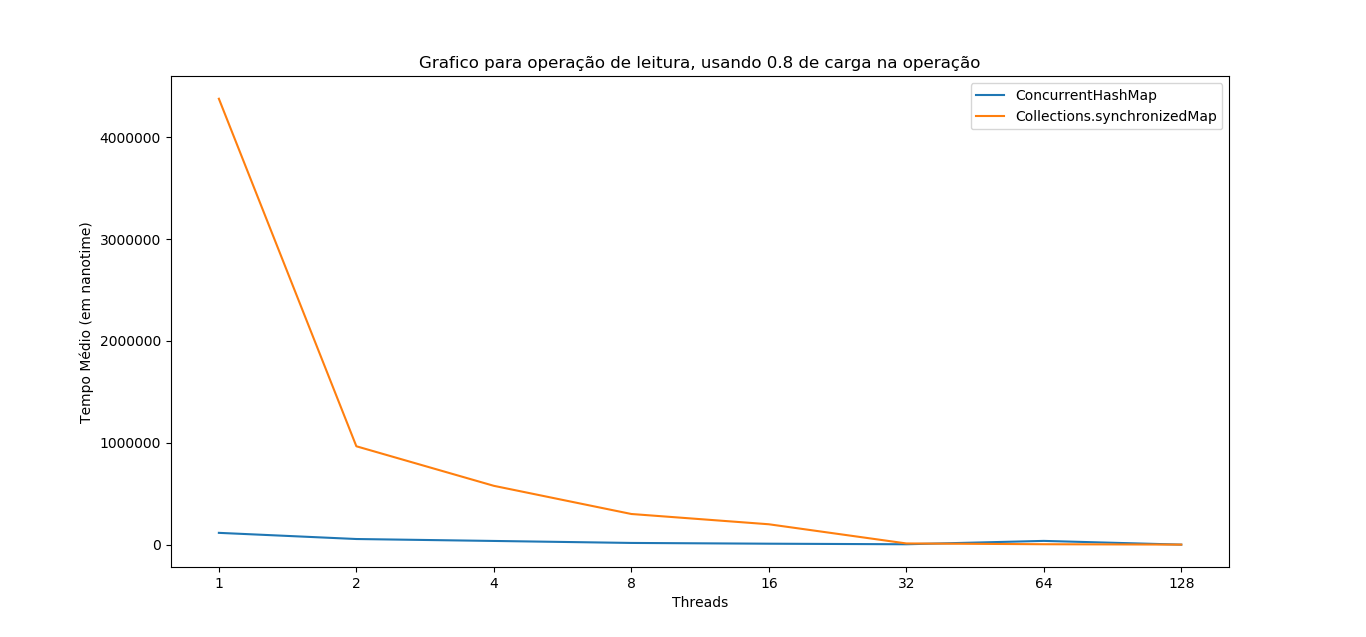 Grafico para operação de leitura, usando 0.8 de carga na operação
ConcurrentHashMap
Collections.synchronizedMap
Tempo Médio (em nanotime)
4000000
3000000
2000000
1000000
0
1 2 4 8 16 32 64 128
Threads